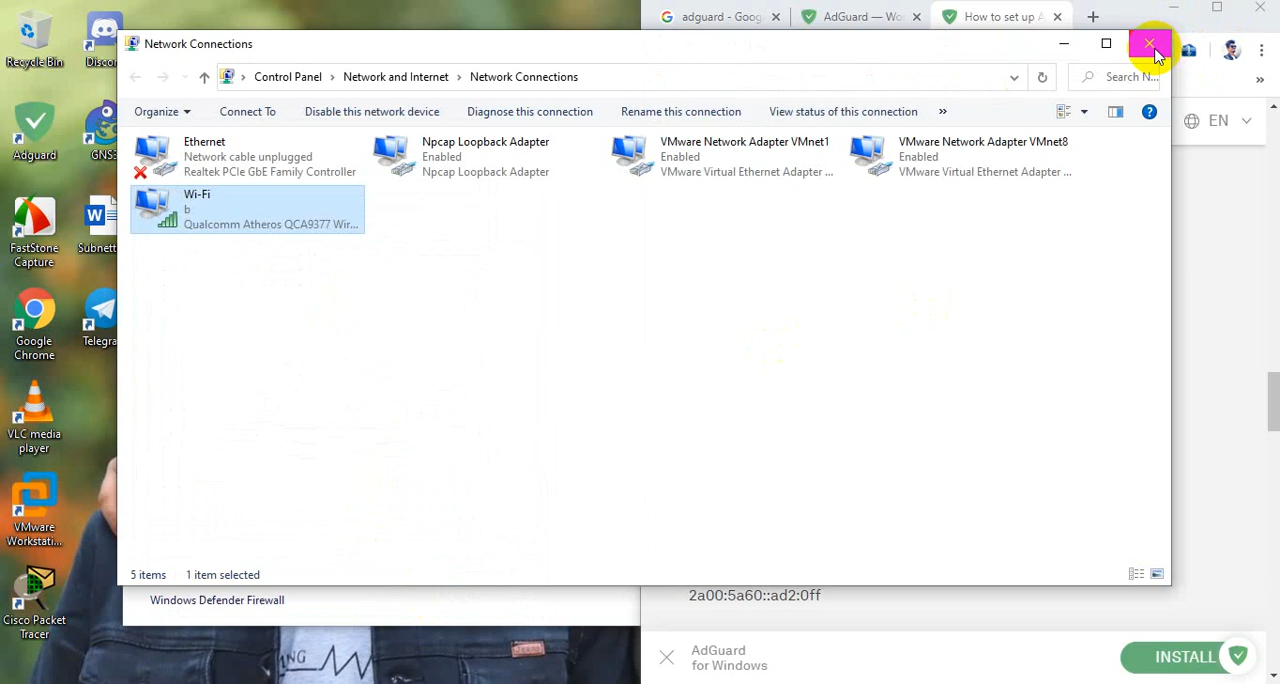 adguard - Goog
AdGuard — Wo
How to set up A
Network Connections
Control Panel > Network and Internet > Network Connections
Search N...
Organize
Connect To
Disable this network device
Diagnose this connection
Rename this connection
View status of this connection
»
EN
Ethernet
Network cable unplugged
Realtek PCIe GbE Family Controller
Npcap Loopback Adapter
Enabled
Npcap Loopback Adapter
VMware Network Adapter VMnet1
Enabled
VMware Virtual Ethernet Adapter ...
VMware Network Adapter VMnet8
Enabled
VMware Virtual Ethernet Adapter ...
Wi-Fi
b
Qualcomm Atheros QCA9377 Wir...
5 items
1 item selected
Windows Defender Firewall
2a00:5a60::ad2:0ff
AdGuard
for Windows
INSTALL
Recycle Bin
Discor
Adguard
GNS3
FastStone
Capture
Subnett
Google
Chrome
Telegra
VLC media
player
VMware
Workstati...
Cisco Packet
Tracer
NG